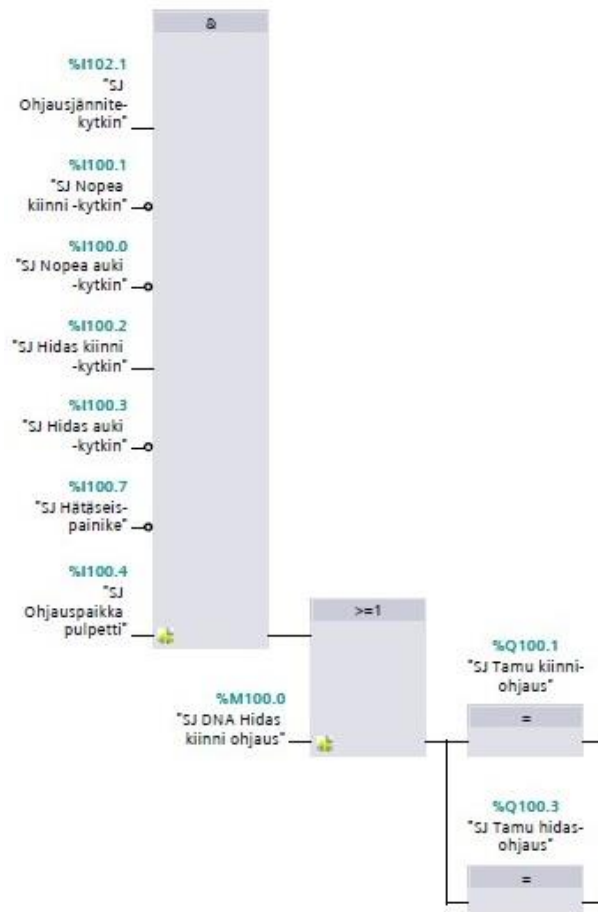 &
%I102.1
"SJ
Ohjausjännite-
kytkin"
%I100.1
"SJ Nopea
kiinni -kytkin"
%I100.0
"SJ Nopea auki
-kytkin"
%I100.2
"SJ Hidas kiinni
-kytkin"
%I100.3
"SJ Hidas auki
-kytkin"
%I100.7
"SJ Hätäseis-
painike"
%I100.4
"SJ
Ohjauspaikka
pulpetti"
>=1
%M100.0
"SJ DNA Hidas
kiinni ohjaus"
%Q100.1
"SJ Tamu kiinni-
ohjaus"
=
%Q100.3
"SJ Tamu hidas-
ohjaus"
=